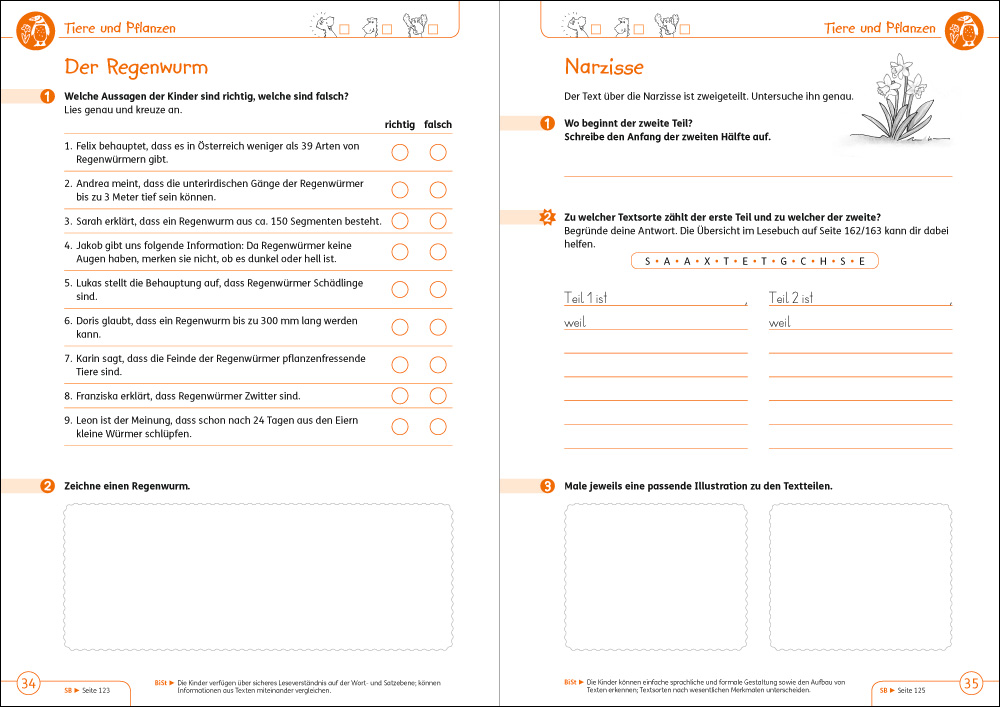 Tiere und Pflanzen
Der Regenwurm
1 Welche Aussagen der Kinder sind richtig, welche sind falsch?
Lies genau und kreuze an.
richtig falsch
1. Felix behauptet, dass es in Österreich weniger als 39 Arten von
Regenwürmern gibt.
2. Andrea meint, dass die unterirdischen Gänge der Regenwürmer
bis zu 3 Meter tief sein können.
3. Sarah erklärt, dass ein Regenwurm aus ca. 150 Segmenten besteht.
4. Jakob gibt uns folgende Information: Da Regenwürmer keine
Augen haben, merken sie nicht, ob es dunkel oder hell ist.
5. Lukas stellt die Behauptung auf, dass Regenwürmer Schädlinge
sind.
6. Doris glaubt, dass ein Regenwurm bis zu 300 mm lang werden
kann.
7. Karin sagt, dass die Feinde der Regenwürmer pflanzenfressende
Tiere sind.
8. Franziska erklärt, dass Regenwürmer Zwitter sind.
9. Leon ist der Meinung, dass schon nach 24 Tagen aus den Eiern
kleine Würmer schlüpfen.
2 Zeichne einen Regenwurm.
34
SB ► Seite 123
BiSt ► Die Kinder verfügen über sicheres Leseverständnis auf der Wort- und Satzebene; können
Informationen aus Texten miteinander vergleichen.
Tiere und Pflanzen
Narzisse
Der Text über die Narzisse ist zweigeteilt. Untersuche ihn genau.
1 Wo beginnt der zweite Teil?
Schreibe den Anfang der zweiten Hälfte auf.
2 Zu welcher Textsorte zählt der erste Teil und zu welcher der zweite?
Begründe deine Antwort. Die Übersicht im Lesebuch auf Seite 162/163 kann dir dabei
helfen.
S • A • A • X • T • E • T • G • C • H • S • E
Teil 1 ist , Teil 2 ist ,
weil weil
3 Male jeweils eine passende Illustration zu den Textteilen.
BiSt ► Die Kinder können einfache sprachliche und formale Gestaltung sowie den Aufbau von
Texten erkennen; Textsorten nach wesentlichen Merkmalen unterscheiden.
SB ► Seite 125
35